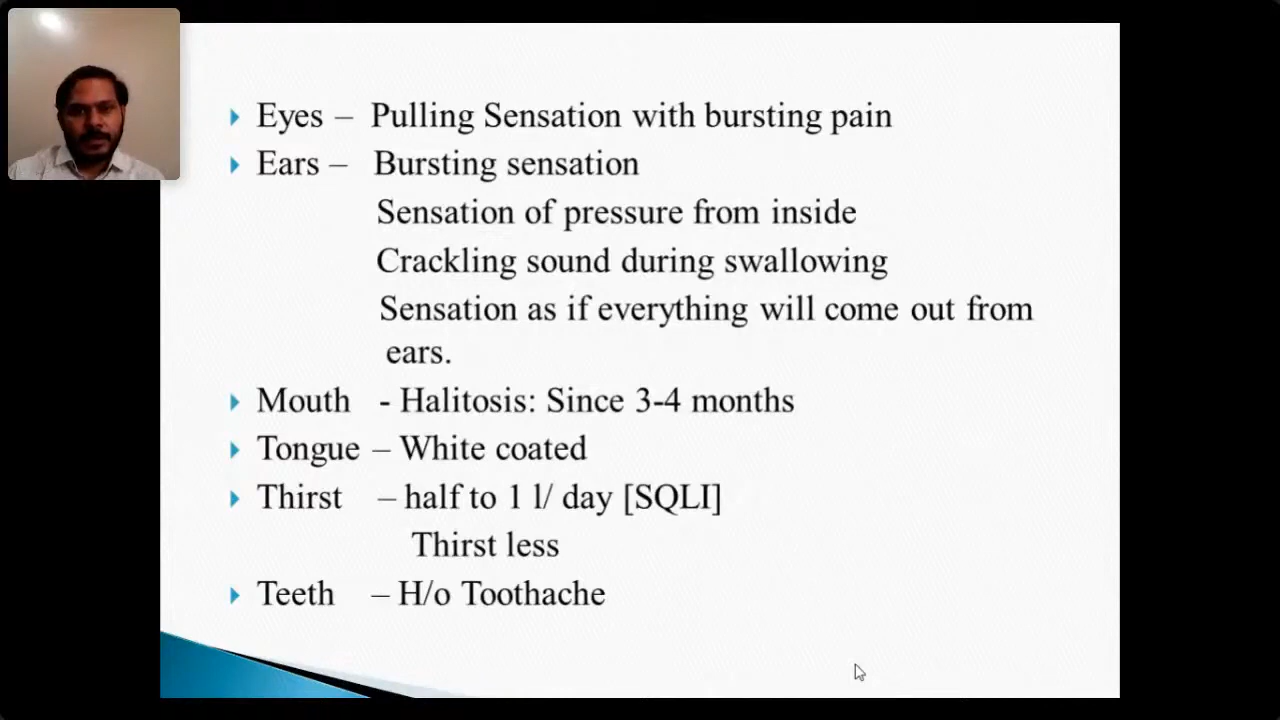 Eyes – Pulling Sensation with bursting pain
Ears – Bursting sensation
Sensation of pressure from inside
Crackling sound during swallowing
Sensation as if everything will come out from
ears.
Mouth - Halitosis: Since 3-4 months
Tongue – White coated
Thirst – half to 1 l/ day [SQLI]
Thirst less
Teeth – H/o Toothache